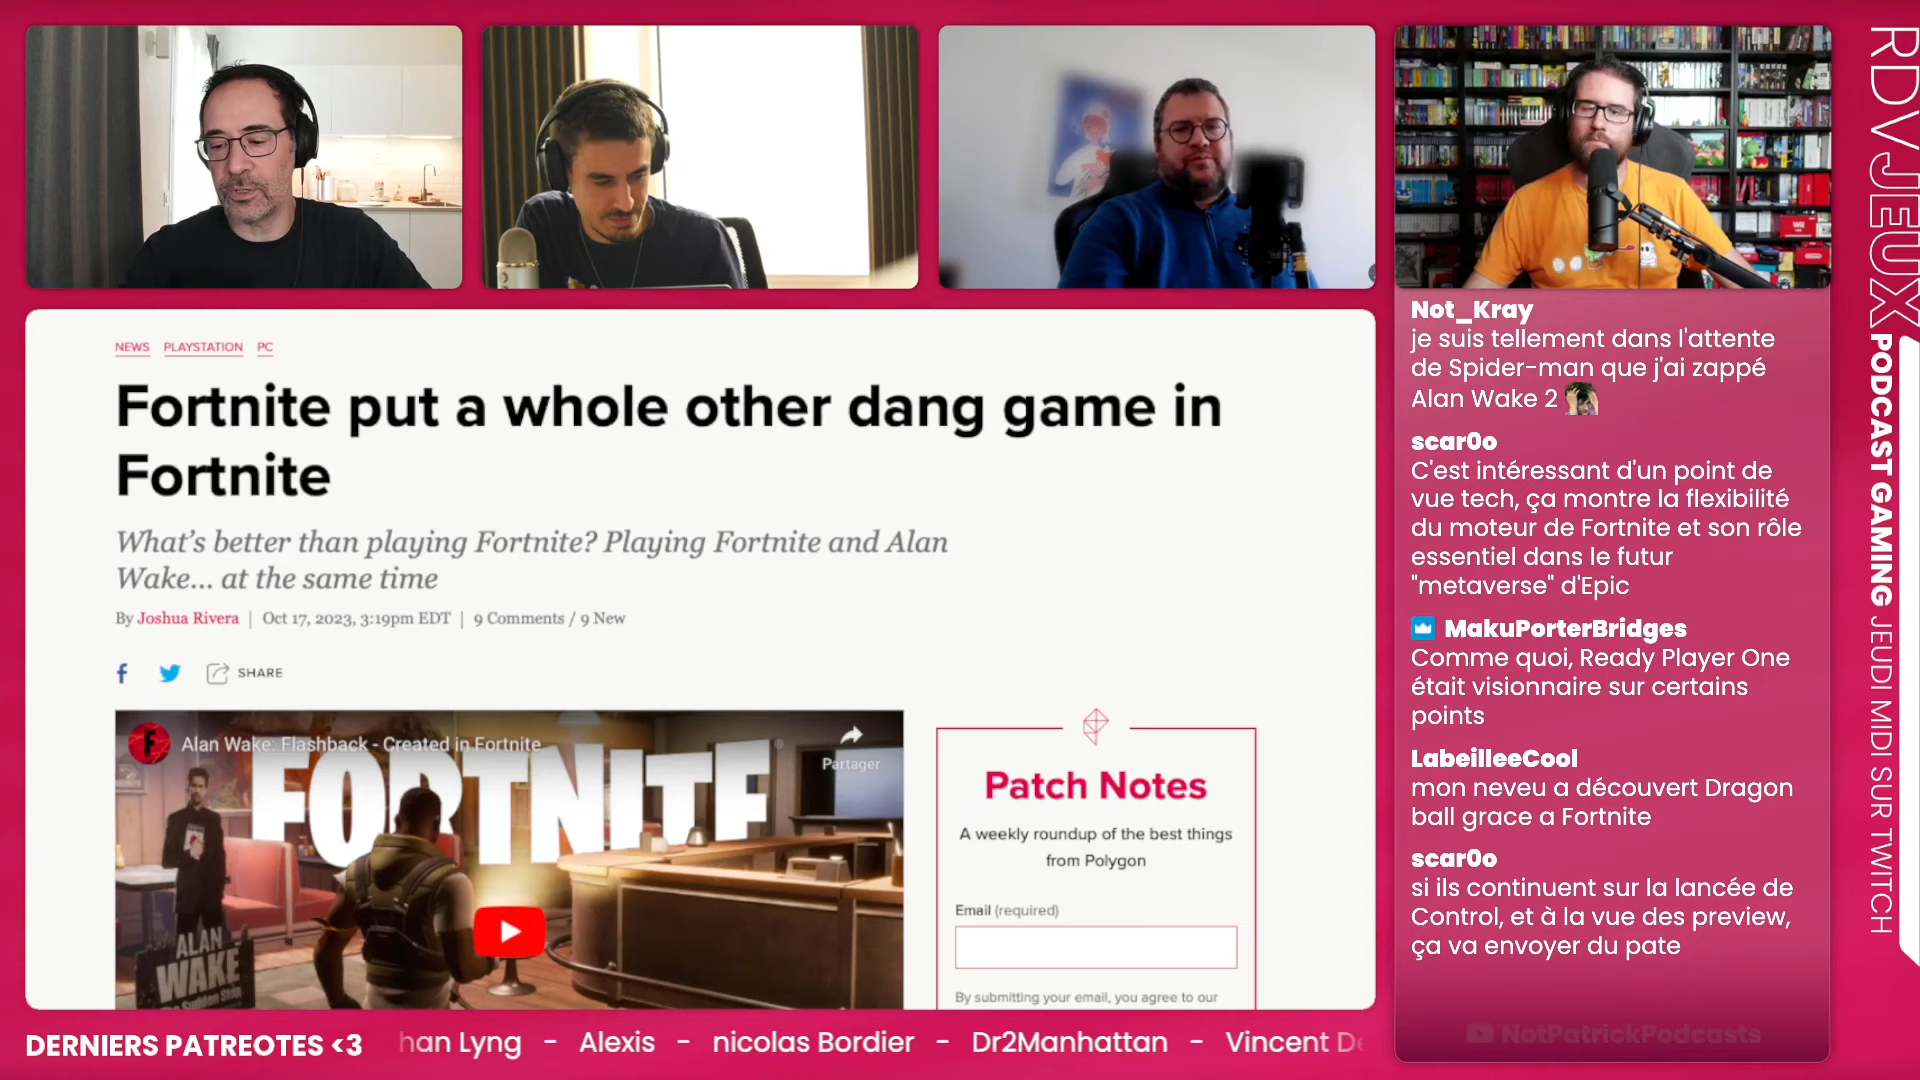 NEWS PLAYSTATION PC
Fortnite put a whole other dang game in
Fortnite
What’s better than playing Fortnite? Playing Fortnite and Alan
Wake... at the same time
By Joshua Rivera | Oct 17, 2023, 3:19pm EDT | 9 Comments / 9 New
SHARE
Alan Wake: Flashback - Created in Fortnite
Partager
FORTNITE
ALAN
WAKE
Patch Notes
A weekly roundup of the best things
from Polygon
Email (required)
By submitting your email, you agree to our
Not_Kray
je suis tellement dans l'attente
de Spider-man que j'ai zappé
Alan Wake 2
scar0o
C'est intéressant d'un point de
vue tech, ça montre la flexibilité
du moteur de Fortnite et son rôle
essentiel dans le futur
"metaverse" d'Epic
MakuPorterBridges
Comme quoi, Ready Player One
était visionnaire sur certains
points
LabeilleeCool
mon neveu a découvert Dragon
ball grace a Fortnite
scar0o
si ils continuent sur la lancée de
Control, et à la vue des preview,
ça va envoyer du pate
NotPatrickPodcasts
RDV JEUX PODCAST GAMING JEUDI MIDI SUR TWITCH
Wii
DERNIERS PATREOTES <3 han Lyng - Alexis - nicolas Bordier - Dr2Manhattan - Vincent De